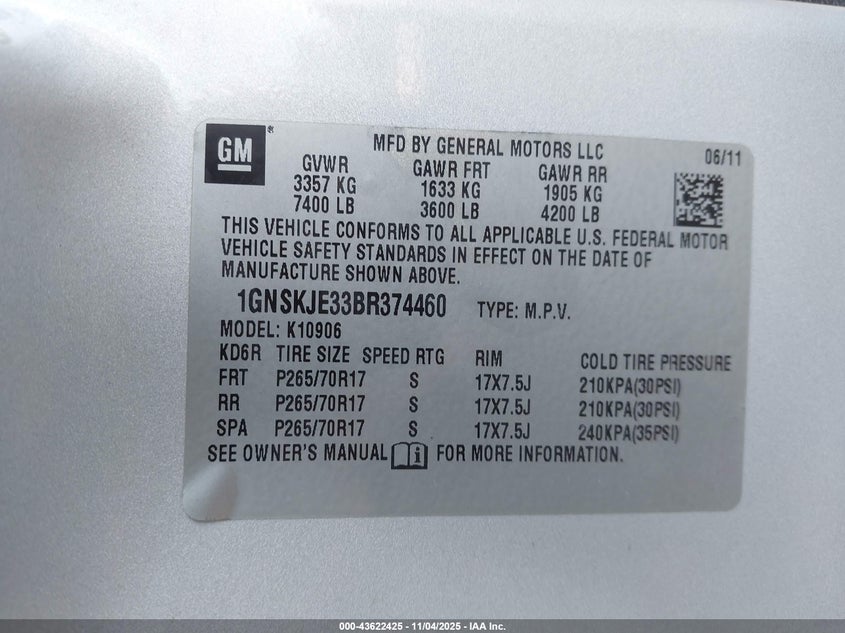 GM
MFD BY GENERAL MOTORS LLC 06/11
GVWR GAWR FRT GAWR RR
3357 KG 1633 KG 1905 KG
7400 LB 3600 LB 4200 LB
THIS VEHICLE CONFORMS TO ALL APPLICABLE U.S. FEDERAL MOTOR
VEHICLE SAFETY STANDARDS IN EFFECT ON THE DATE OF
MANUFACTURE SHOWN ABOVE.
1GNSKJE33BR374460 TYPE: M.P.V.
MODEL: K10906
KD6R TIRE SIZE SPEED RTG RIM COLD TIRE PRESSURE
FRT P265/70R17 S 17X7.5J 210KPA(30PSI)
RR P265/70R17 S 17X7.5J 210KPA(30PSI)
SPA P265/70R17 S 17X7.5J 240KPA(35PSI)
SEE OWNER'S MANUAL FOR MORE INFORMATION.
000-43622425 - 11/04/2025 - IAA Inc.